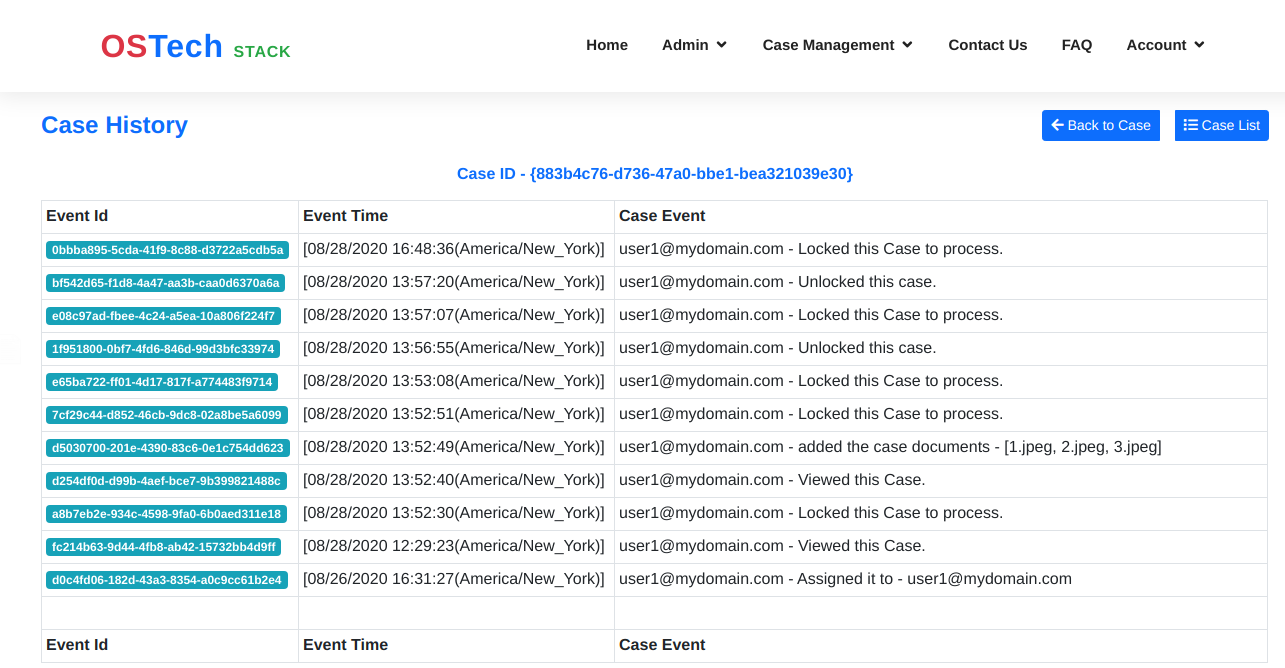 OSTech STACK Home Admin Case Management Contact Us FAQ Account
Case History Back to Case Case List
Case ID - {883b4c76-d736-47a0-bbe1-bea321039e30}
Event Id Event Time Case Event
0bbba895-5cda-41f9-8c88-d3722a5cdb5a [08/28/2020 16:48:36(America/New_York)] user1@mydomain.com - Locked this Case to process.
bf542d65-f1d8-4a47-aa3b-caa0d6370a6a [08/28/2020 13:57:20(America/New_York)] user1@mydomain.com - Unlocked this case.
e08c97ad-fbee-4c24-a5ea-10a806f224f7 [08/28/2020 13:57:07(America/New_York)] user1@mydomain.com - Locked this Case to process.
1f951800-0bf7-4fd6-846d-99d3bfc33974 [08/28/2020 13:56:55(America/New_York)] user1@mydomain.com - Unlocked this case.
e65ba722-ff01-4d17-817f-a774483f9714 [08/28/2020 13:53:08(America/New_York)] user1@mydomain.com - Locked this Case to process.
7cf29c44-d852-46cb-9dc8-02a8be5a6099 [08/28/2020 13:52:51(America/New_York)] user1@mydomain.com - Locked this Case to process.
d5030700-201e-4390-83c6-0e1c754dd623 [08/28/2020 13:52:49(America/New_York)] user1@mydomain.com - added the case documents - [1.jpeg, 2.jpeg, 3.jpeg]
d254df0d-d99b-4aef-bce7-9b399821488c [08/28/2020 13:52:40(America/New_York)] user1@mydomain.com - Viewed this Case.
a8b7eb2e-934c-4598-9fa0-6b0aed311e18 [08/28/2020 13:52:30(America/New_York)] user1@mydomain.com - Locked this Case to process.
fc214b63-9d44-4fb8-ab42-15732bb4d9ff [08/28/2020 12:29:23(America/New_York)] user1@mydomain.com - Viewed this Case.
d0c4fd06-182d-43a3-8354-a0c9cc61b2e4 [08/26/2020 16:31:27(America/New_York)] user1@mydomain.com - Assigned it to - user1@mydomain.com
Event Id Event Time Case Event